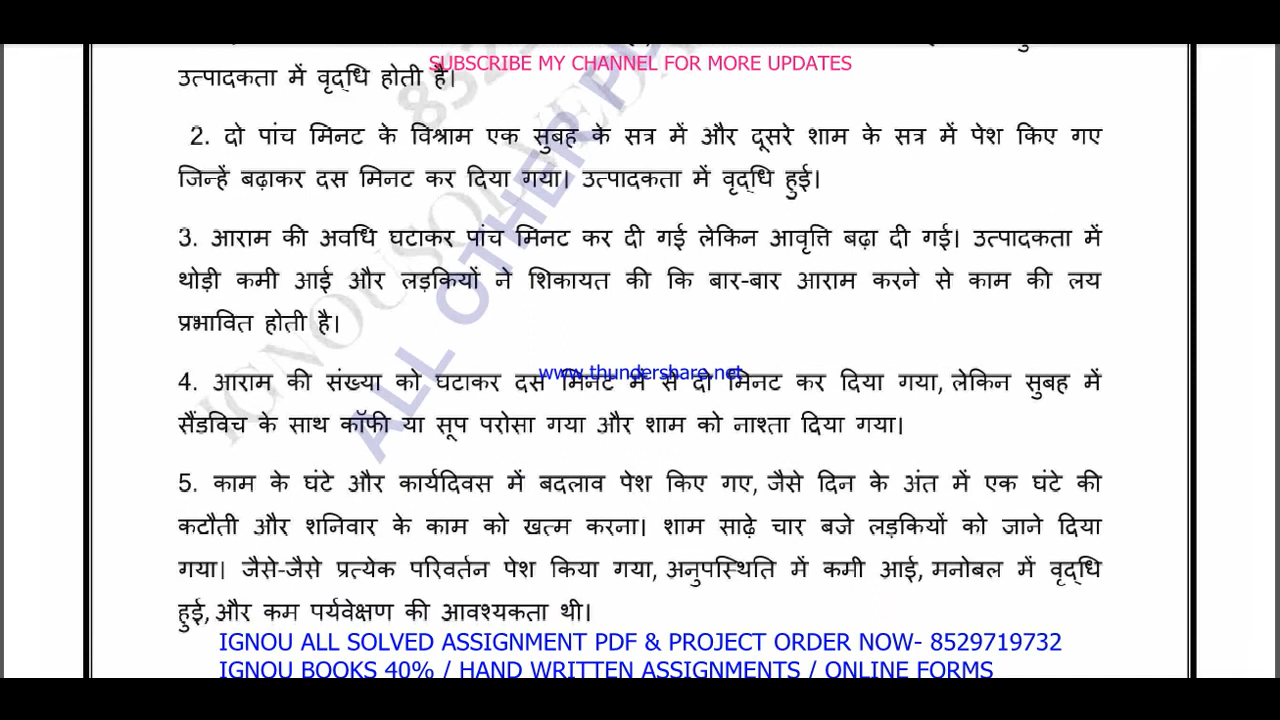 SUBSCRIBE MY CHANNEL FOR MORE UPDATES
उत्पादकता में वृद्धि होती है।
2. दो पांच मिनट के विश्राम एक सुबह के सत्र में और दूसरे शाम के सत्र में पेश किए गए
जिन्हें बढ़ाकर दस मिनट कर दिया गया। उत्पादकता में वृद्धि हुई।
3. आराम की अवधि घटाकर पांच मिनट कर दी गई लेकिन आवृत्ति बढ़ा दी गई। उत्पादकता में
थोड़ी कमी आई और लड़कियों ने शिकायत की कि बार-बार आराम करने से काम की लय
प्रभावित होती है।
www.thundershare.net
4. आराम की संख्या को घटाकर दस मिनट में से दो मिनट कर दिया गया, लेकिन सुबह में
सैंडविच के साथ कॉफी या सूप परोसा गया और शाम को नाश्ता दिया गया।
5. काम के घंटे और कार्यदिवस में बदलाव पेश किए गए, जैसे दिन के अंत में एक घंटे की
कटौती और शनिवार के काम को खत्म करना। शाम साढ़े चार बजे लड़कियों को जाने दिया
गया। जैसे-जैसे प्रत्येक परिवर्तन पेश किया गया, अनुपस्थिति में कमी आई, मनोबल में वृद्धि
हुई, और कम पर्यवेक्षण की आवश्यकता थी।
IGNOU ALL SOLVED ASSIGNMENT PDF & PROJECT ORDER NOW- 8529719732
IGNOU BOOKS 40% / HAND WRITTEN ASSIGNMENTS / ONLINE FORMS
ALL OTHER